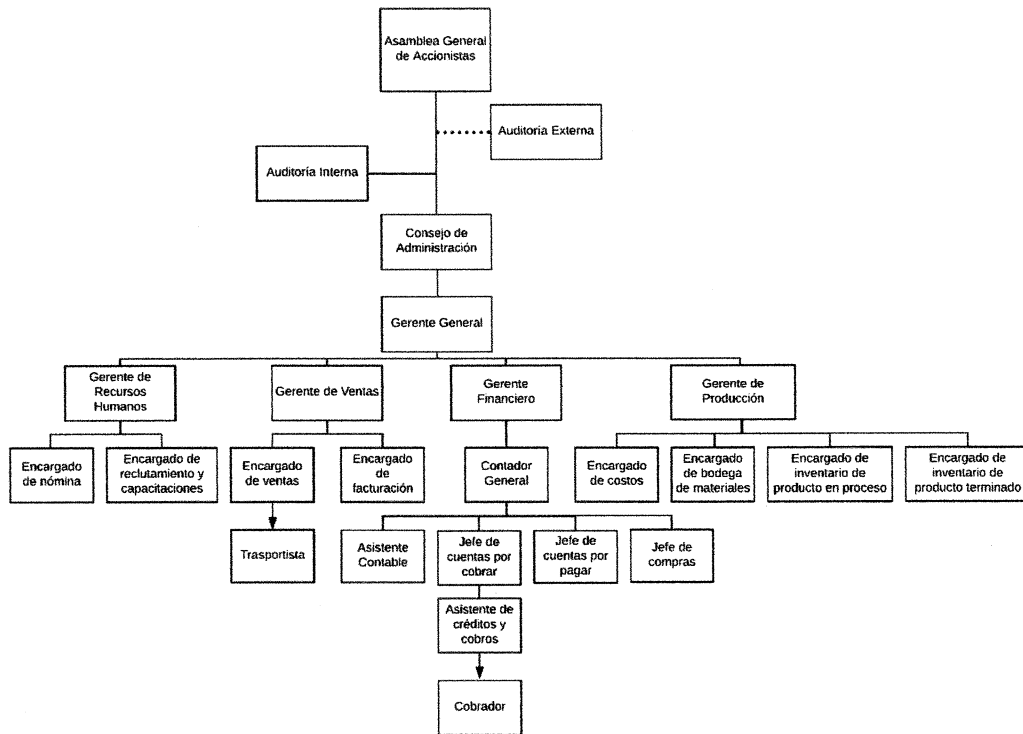 Asamblea General
de Accionistas
Auditoría Externa
Auditoría Interna
Consejo de
Administración
Gerente General
Gerente de
Recursos
Humanos
Gerente de Ventas
Gerente
Financiero
Gerente de
Producción
Encargado
de nómina
Encargado de
reclutamiento y
capacitaciones
Encargado
de ventas
Encargado
de
facturación
Contador
General
Encargado
de costos
Encargado
de bodega
de materiales
Encargado de
inventario de
producto en proceso
Encargado de
inventario de
producto terminado
Trasportista
Asistente
Contable
Jefe de
cuentas por
cobrar
Jefe de
cuentas por
pagar
Jefe de
compras
Asistente de
créditos y
cobros
Cobrador